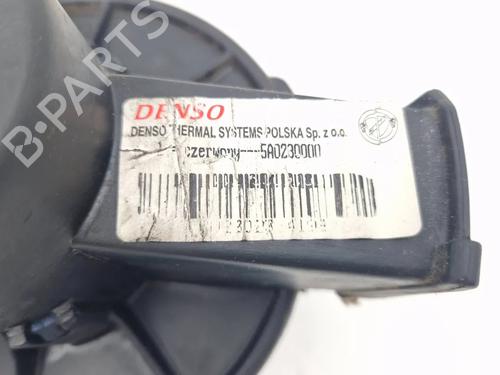 B-PARTS
DENSO
DENSO THERMAL SYSTEMS POLSKA Sp. z o.o.
czerwony---5A0230000